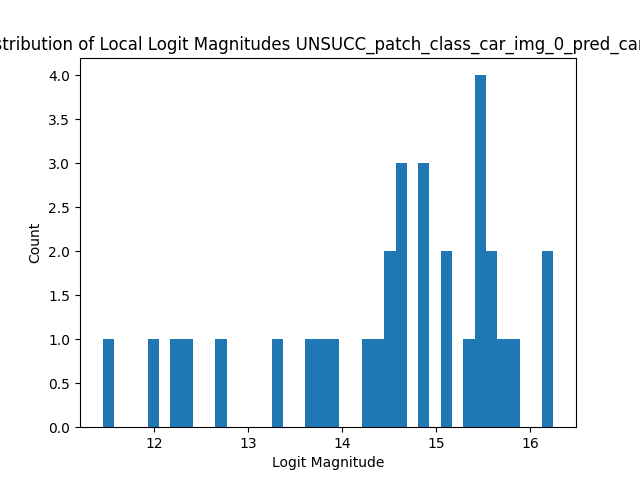 stribution of Local Logit Magnitudes UNSUCC_patch_class_car_img_0_pred_car
4.0
3.5
3.0
2.5
2.0
1.5
1.0
0.5
0.0
Count
12 13 14 15 16
Logit Magnitude